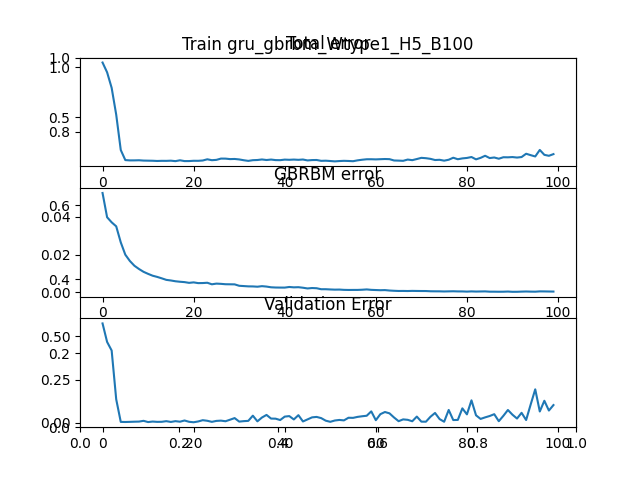 Train gru_gbrbm_Wtype1_H5_B100
Total error
1.0
1.0
0.5
0.8
0 20 40 60 80 100
GBRBM error
0.6
0.04
0.02
0.4
0.00
0 20 40 60 80 100
Validation Error
0.50
0.2
0.25
0.00
0.0
0.0 0 0.2 20 0.4 40 0.6 60 80 0.8 100 1.0